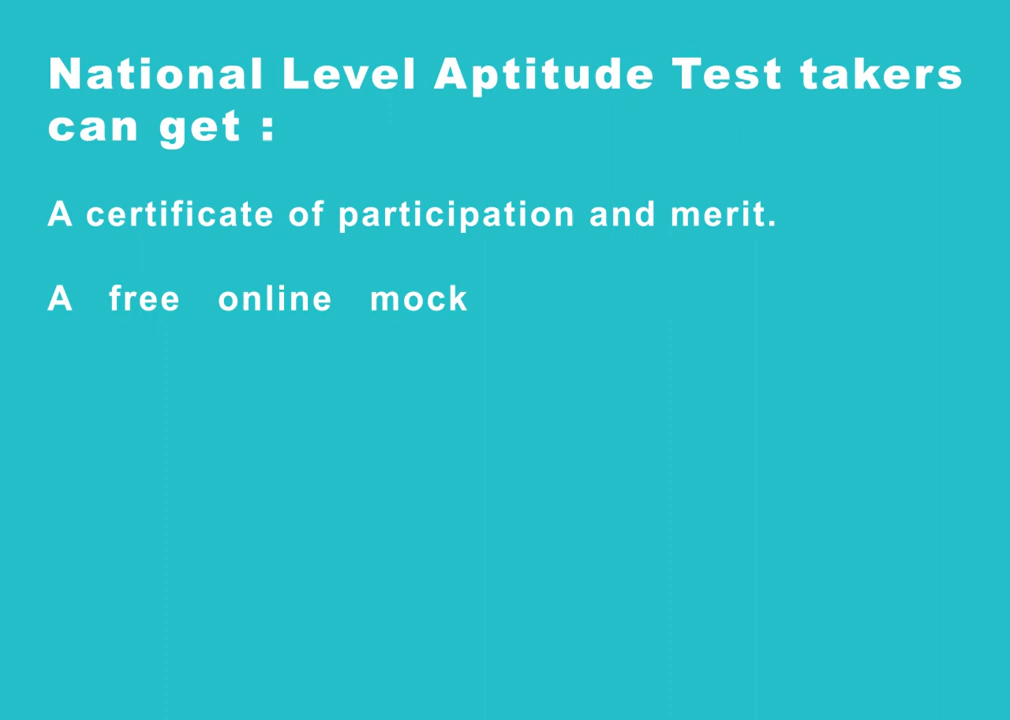 National Level Aptitude Test takers
can get :
A certificate of participation and merit.
A free online mock